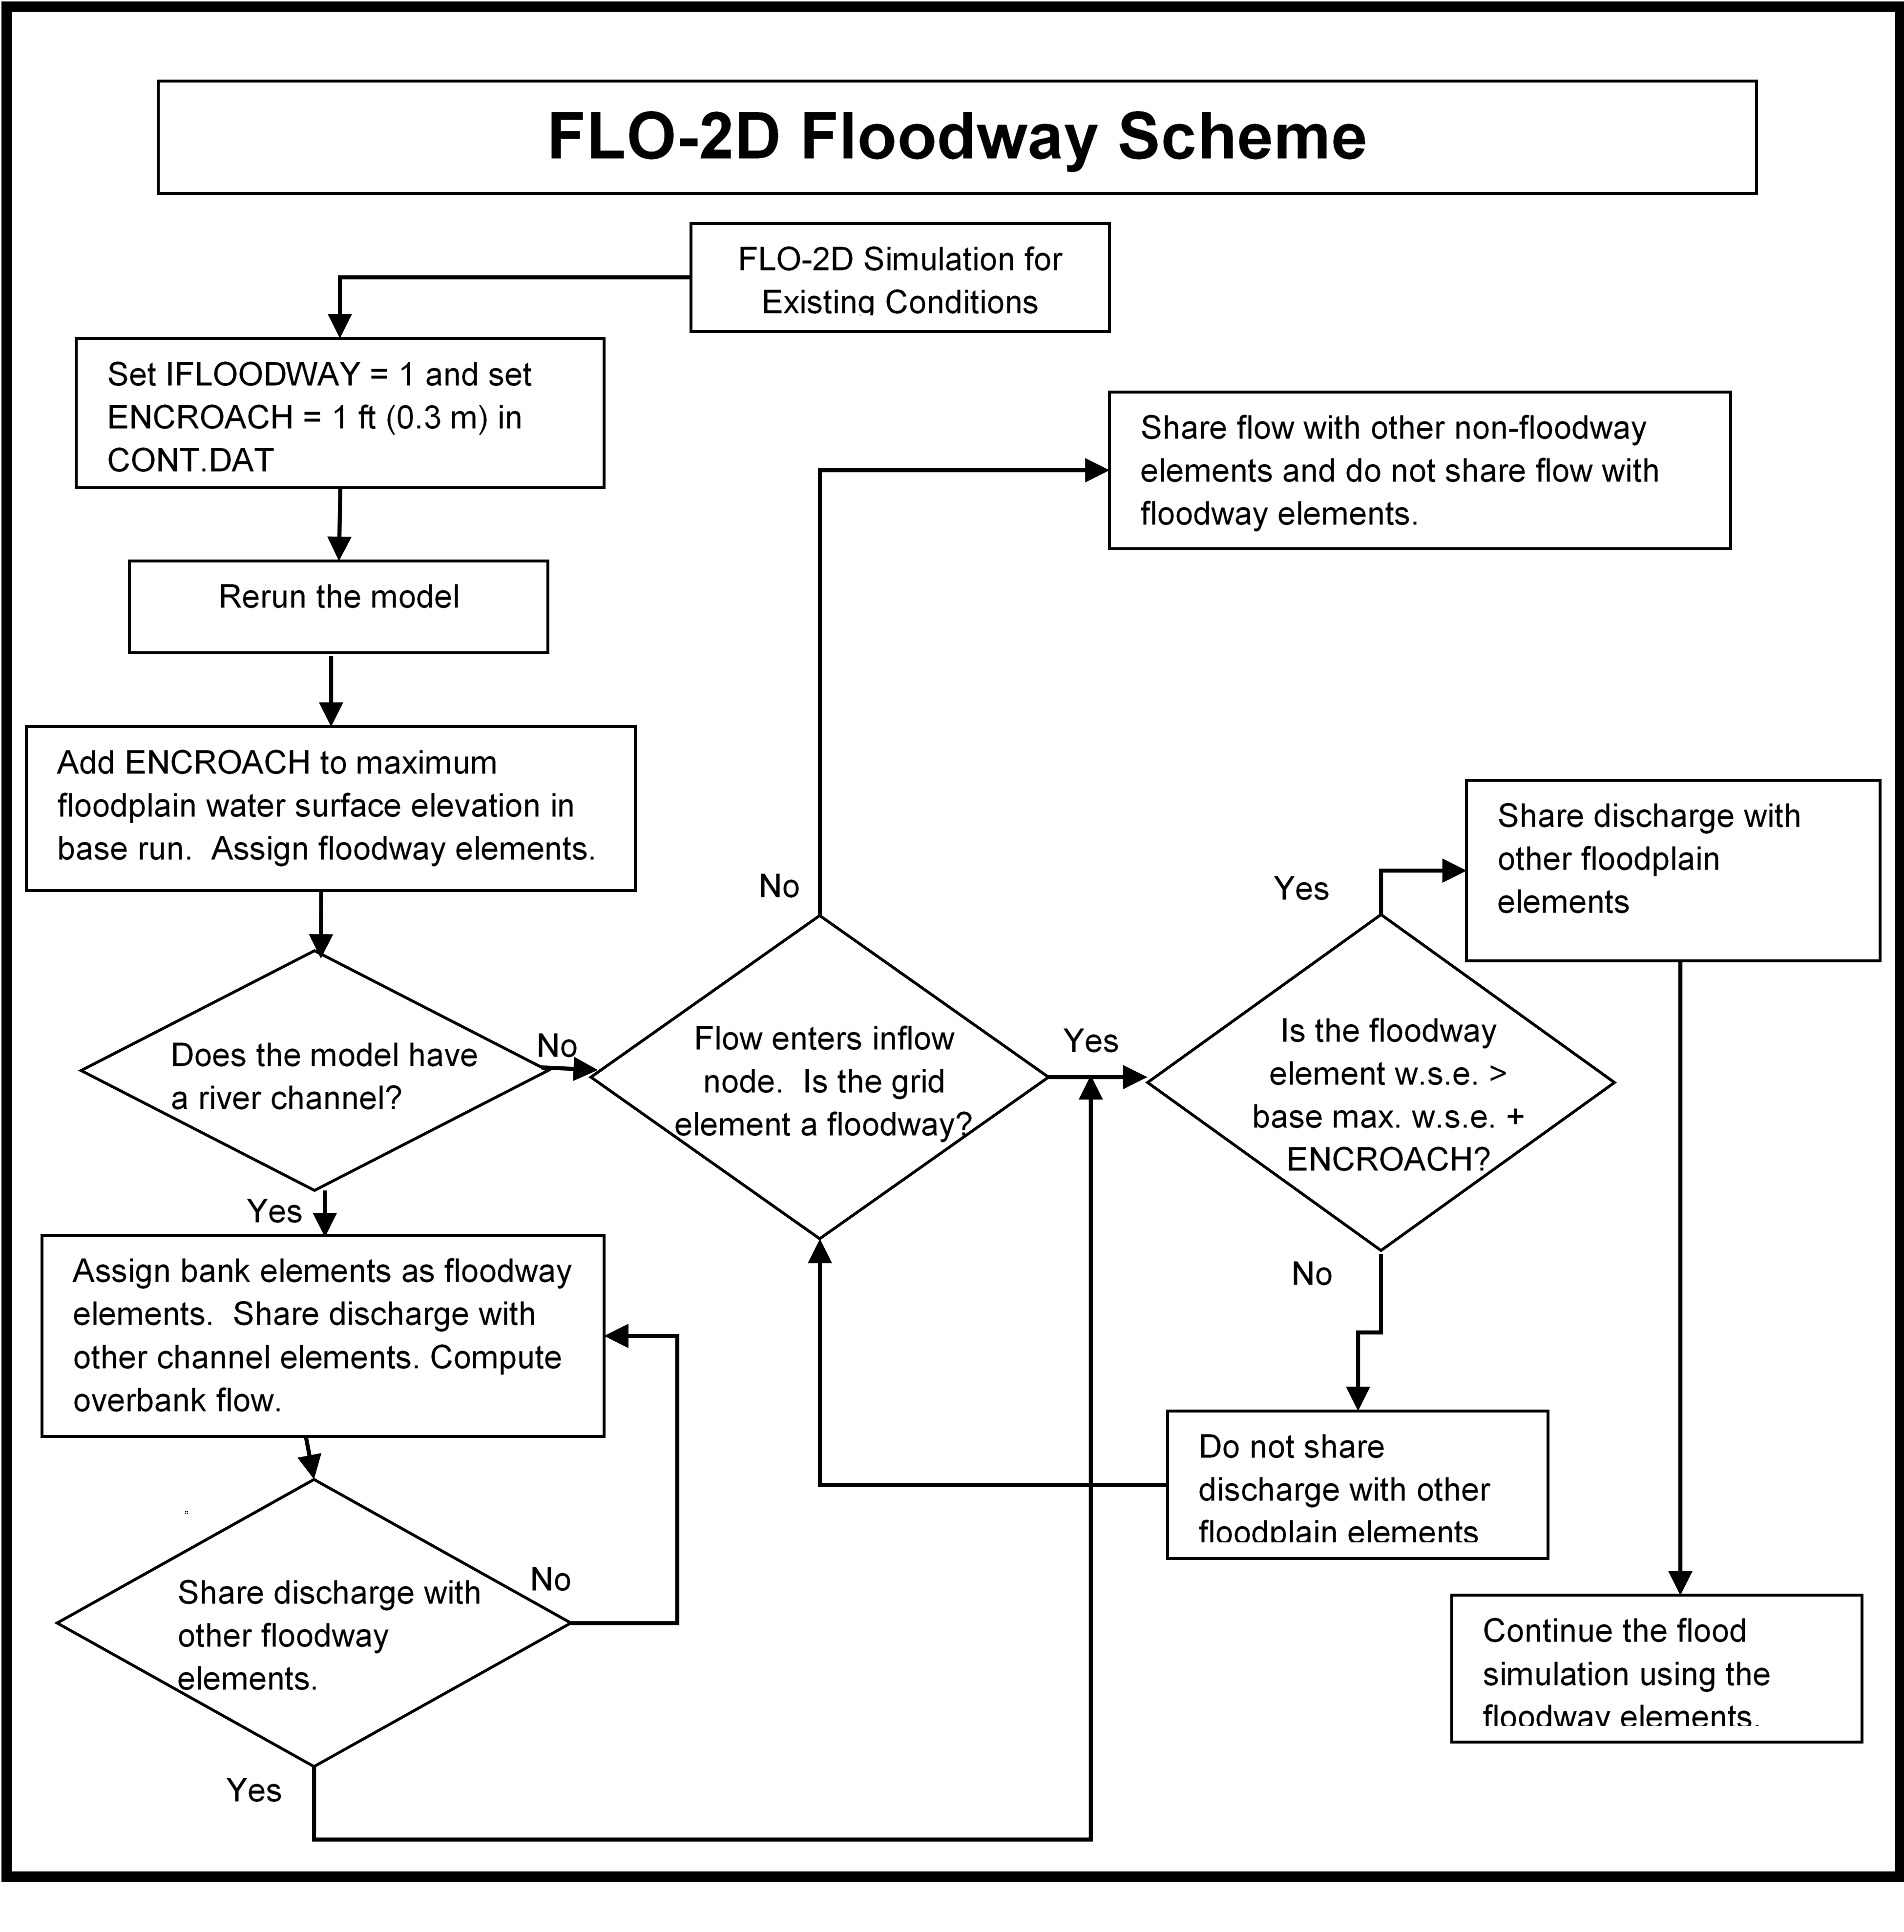 FLO-2D Floodway Scheme
FLO-2D Simulation for
Existing Conditions
Set IFLOODWAY = 1 and set
ENCROACH = 1 ft (0.3 m) in
CONT.DAT
Share flow with other non-floodway
elements and do not share flow with
floodway elements.
Rerun the model
Add ENCROACH to maximum
floodplain water surface elevation in
base run.  Assign floodway elements.
No
Yes
Share discharge with
other floodplain
elements
Does the model have
a river channel?
No
Flow enters inflow
node.  Is the grid
element a floodway?
Yes
Is the floodway
element w.s.e. >
base max. w.s.e. +
ENCROACH?
Yes
No
Assign bank elements as floodway
elements.  Share discharge with
other channel elements. Compute
overbank flow.
Do not share
discharge with other
floodplain elements
Share discharge with
other floodway
elements.
No
Continue the flood
simulation using the
floodway elements.
Yes